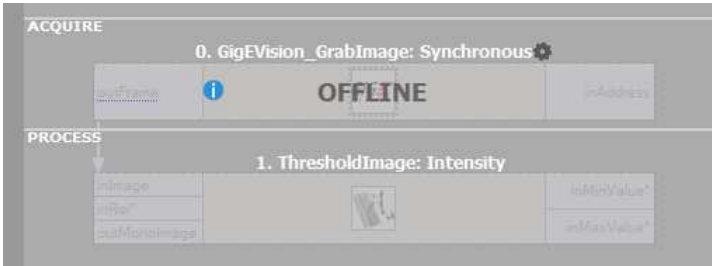 ACQUIRE
0. GigEVision_GrabImage: Synchronous
outFrame
OFFLINE
inAddress
PROCESS
1. ThresholdImage: Intensity
inImage
inRoi*
outMonoImage
inMinValue*
inMaxValue*